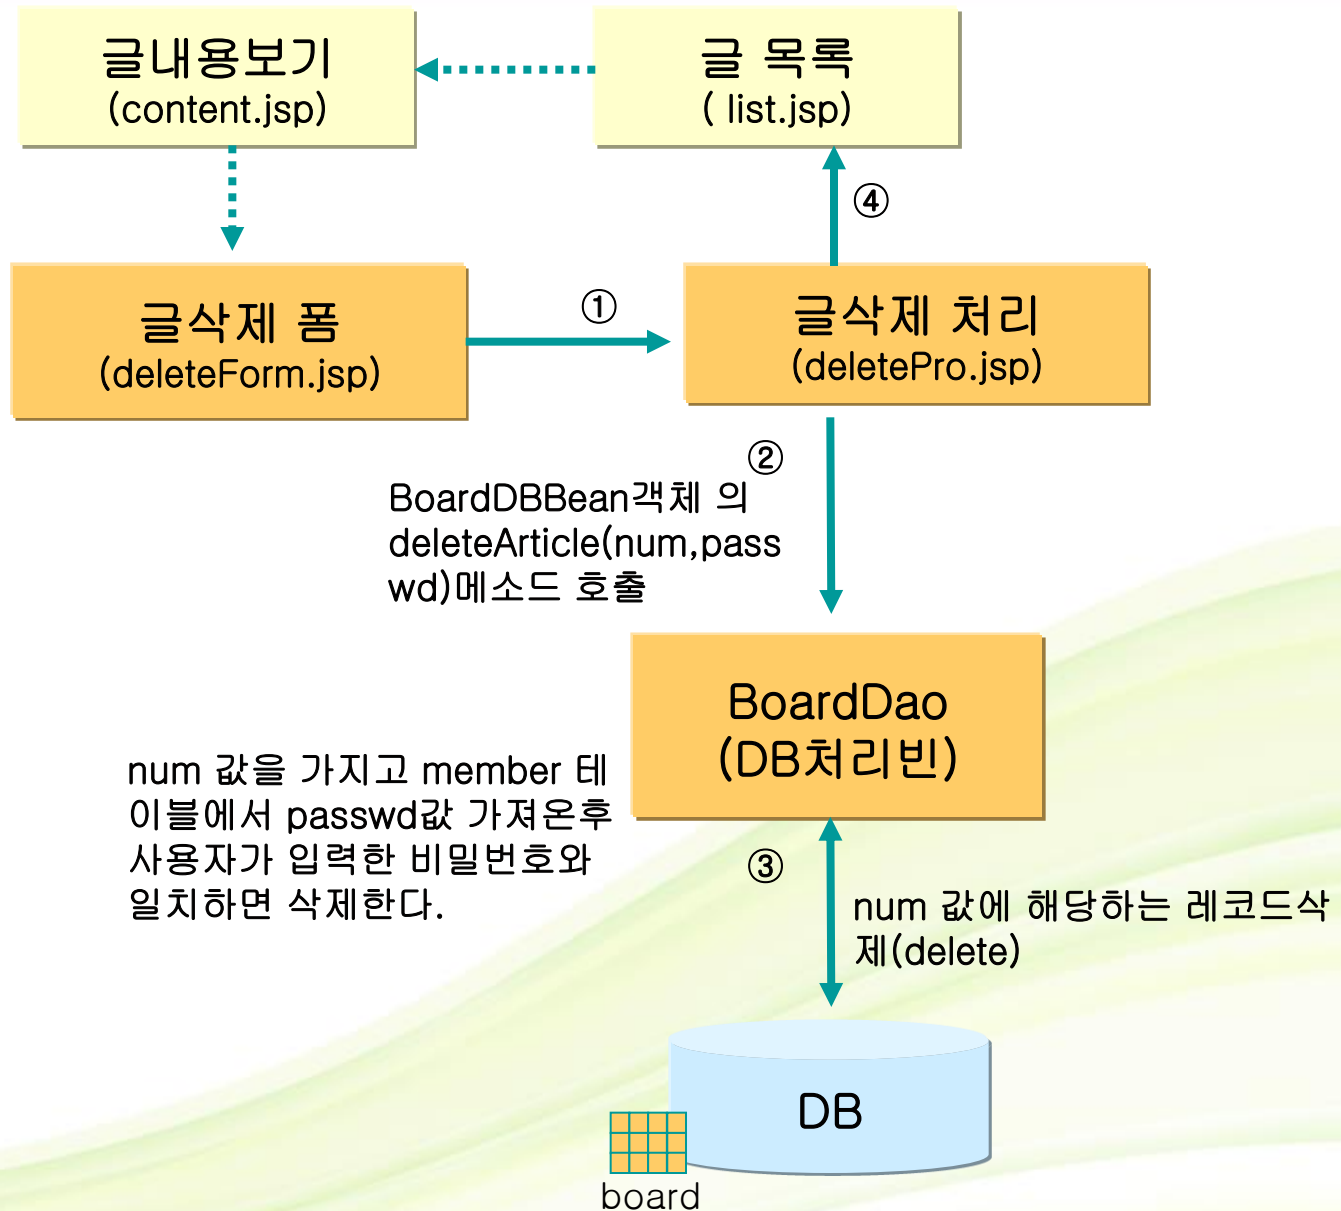 글내용보기
(content.jsp)
글 목록
( list.jsp)
④
글삭제 폼
(deleteForm.jsp)
①
글삭제 처리
(deletePro.jsp)
②
BoardDBBean객체 의
deleteArticle(num,pass
wd)메소드 호출
BoardDao
(DB처리빈)
num 값을 가지고 member 테
이블에서 passwd값 가져온후
사용자가 입력한 비밀번호와
일치하면 삭제한다.
③
num 값에 해당하는 레코드삭
제(delete)
DB
board